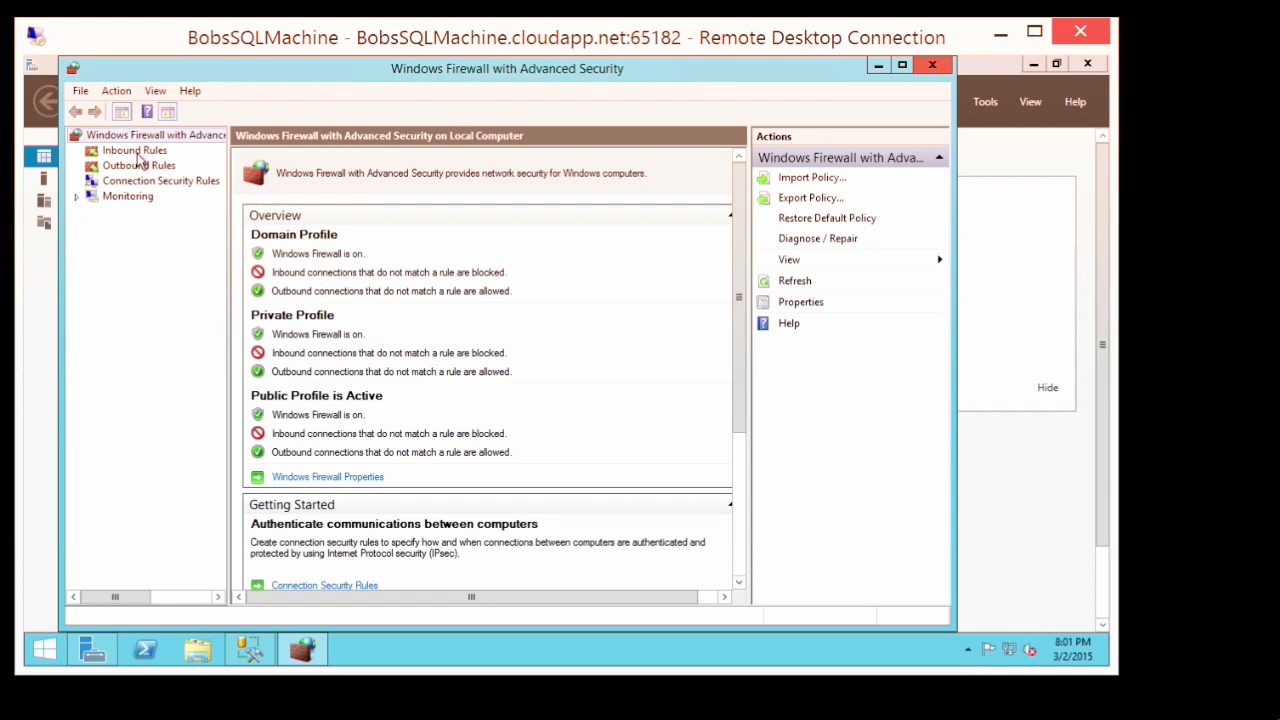 BobsSQLMachine - BobsSQLMachine.cloudapp.net:65182 - Remote Desktop Connection
Windows Firewall with Advanced Security
File Action View Help
Tools View Help
Windows Firewall with Advance
Inbound Rules
Outbound Rules
Connection Security Rules
Monitoring
Windows Firewall with Advanced Security on Local Computer
Windows Firewall with Advanced Security provides network security for Windows computers.
Overview
Domain Profile
Windows Firewall is on.
Inbound connections that do not match a rule are blocked.
Outbound connections that do not match a rule are allowed.
Private Profile
Windows Firewall is on.
Inbound connections that do not match a rule are blocked.
Outbound connections that do not match a rule are allowed.
Public Profile is Active
Windows Firewall is on.
Inbound connections that do not match a rule are blocked.
Outbound connections that do not match a rule are allowed.
Windows Firewall Properties
Getting Started
Authenticate communications between computers
Create connection security rules to specify how and when connections between computers are authenticated and
protected by using Internet Protocol security (IPsec).
Connection Security Rules
Actions
Windows Firewall with Adva...
Import Policy...
Export Policy...
Restore Default Policy
Diagnose / Repair
View
Refresh
Properties
Help
Hide
8:01 PM
3/2/2015